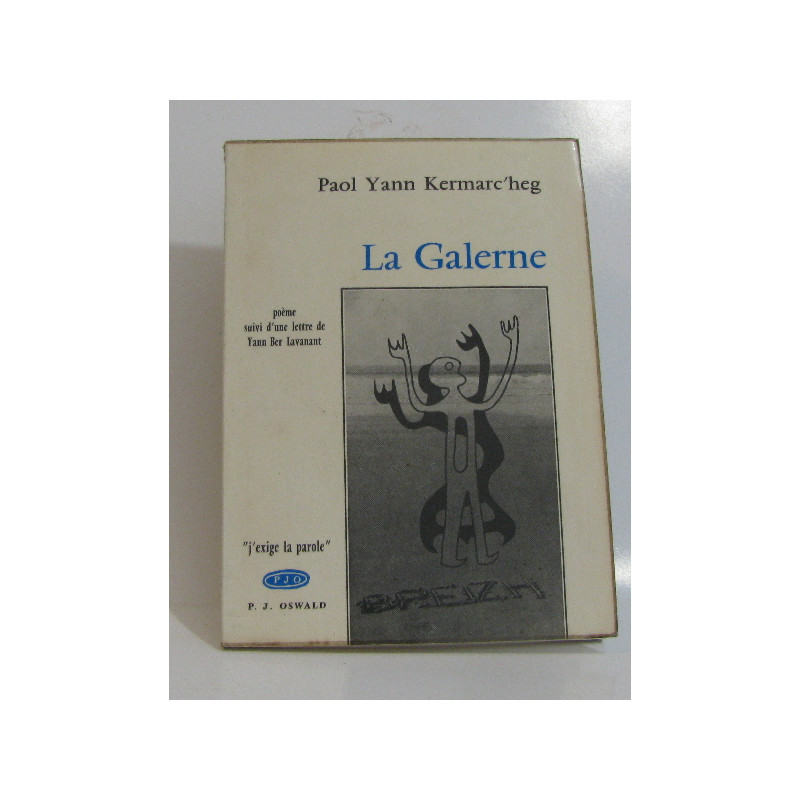 Paol Yann Kermarc'heg
La Galerne
poème
suivi d'une lettre de
Yann Ber Lavanant
BREIZH
"j'exige la parole"
PJO
P. J. OSWALD